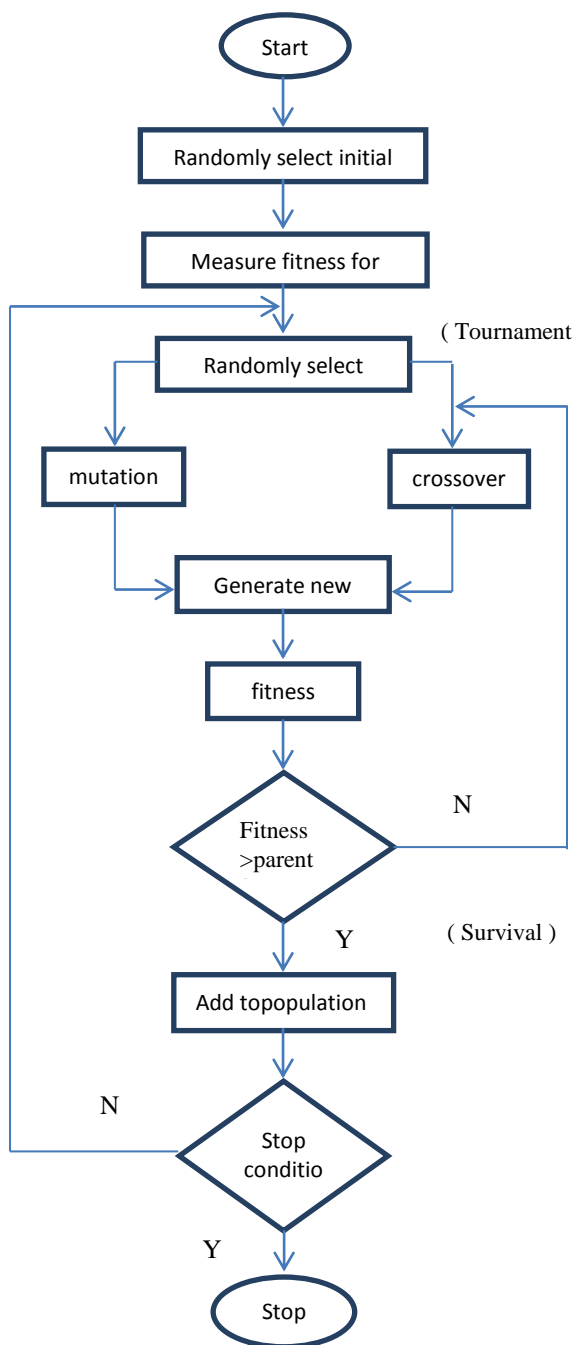 Start
Randomly select initial
Measure fitness for
( Tournament
Randomly select
mutation
crossover
Generate new
fitness
N
Fitness
>parent
Y
( Survival )
Add topopulation
N
Stop
conditio
Y
Stop